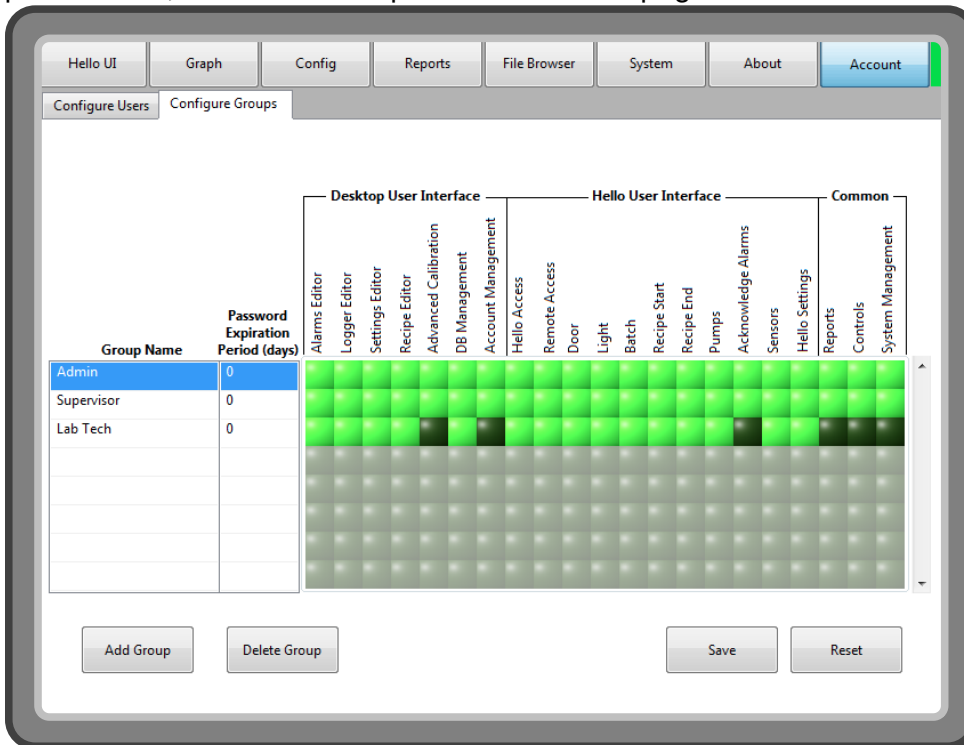 Hello UI Graph Config Reports File Browser System About Account
Configure Users Configure Groups
Desktop User Interface Hello User Interface Common
Alarms Editor
Logger Editor
Settings Editor
Recipe Editor
Advanced Calibration
DB Management
Account Management
Hello Access
Remote Access
Door
Light
Batch
Recipe Start
Recipe End
Pumps
Acknowledge Alarms
Sensors
Hello Settings
Reports
Controls
System Management
Group Name
Password
Expiration
Period (days)
Admin 0
Supervisor 0
Lab Tech 0
Add Group Delete Group Save Reset